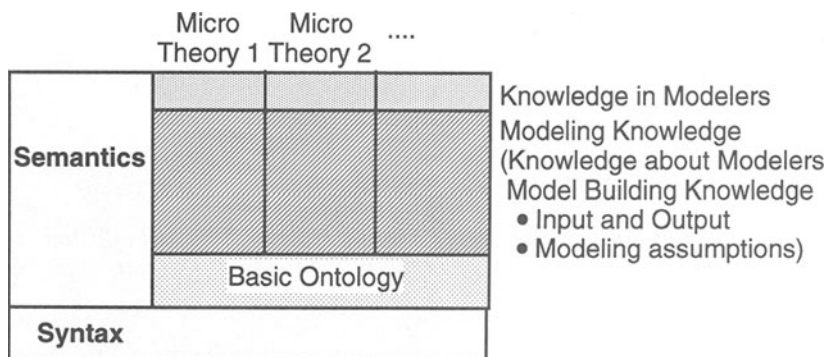 Micro Micro ....
Theory 1 Theory 2
Knowledge in Modelers
Modeling Knowledge
Semantics
(Knowledge about Modelers
Model Building Knowledge
• Input and Output
• Modeling assumptions)
Basic Ontology
Syntax